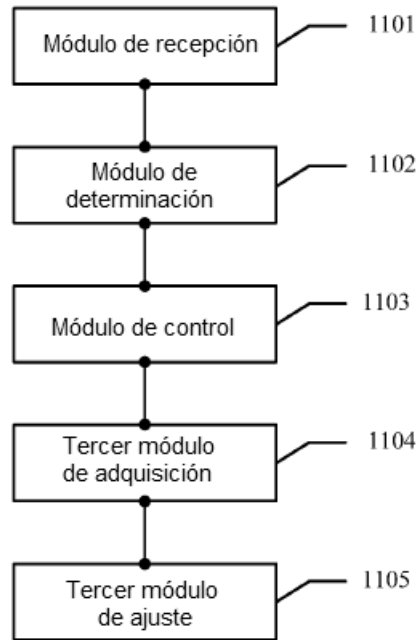 Módulo de recepción
1101
Módulo de
determinación
1102
Módulo de control
1103
Tercer módulo
de adquisición
1104
Tercer módulo
de ajuste
1105